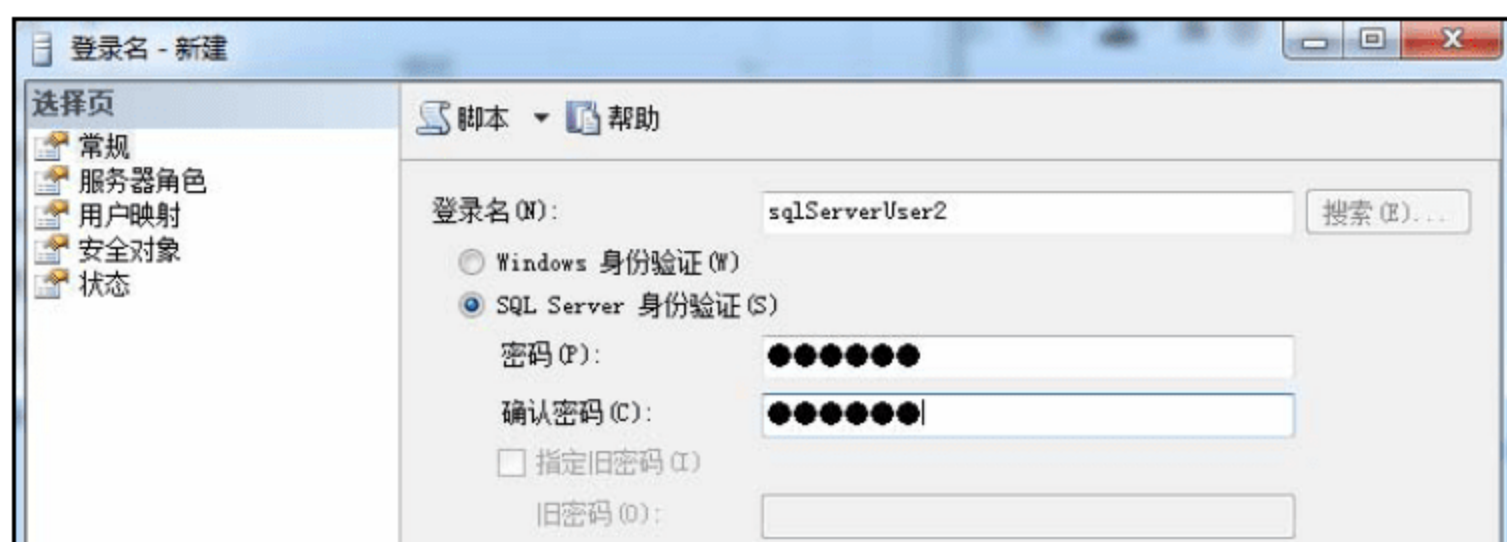 登录名 - 新建
选择页
常规
服务器角色
用户映射
安全对象
状态
脚本 帮助
登录名(N): sqlServerUser2 搜索(E)...
Windows 身份验证(W)
SQL Server 身份验证(S)
密码(P): ●●●●●●
确认密码(C): ●●●●●●
指定旧密码(I)
旧密码(O):